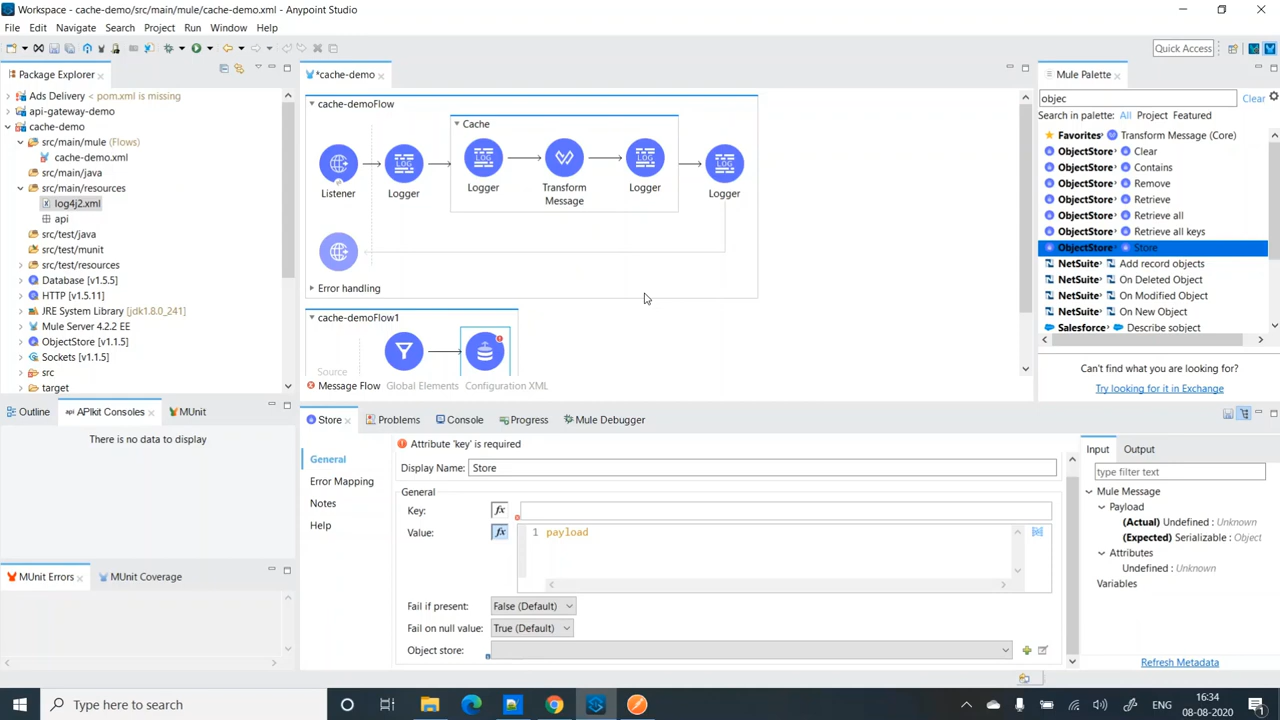 Workspace - cache-demo/src/main/mule/cache-demo.xml - Anypoint Studio
File Edit Navigate Search Project Run Window Help
Quick Access
Package Explorer
Ads Delivery > pom.xml is missing
api-gateway-demo
cache-demo
src/main/mule (Flows)
cache-demo.xml
src/main/java
src/main/resources
log4j2.xml
api
src/test/java
src/test/munit
src/test/resources
Database [v1.5.5]
HTTP [v1.5.11]
JRE System Library [jdk1.8.0_241]
Mule Server 4.2.2 EE
ObjectStore [v1.1.5]
Sockets [v1.1.5]
src
target
*cache-demo
cache-demoFlow
Cache
LOG
LOG
LOG
LOG
Listener
Logger
Logger
Transform
Message
Logger
Logger
Error handling
cache-demoFlow1
Source
Message Flow Global Elements Configuration XML
Mule Palette
objec
Clear
Search in palette: All Project Featured
Favorites Transform Message (Core)
ObjectStore Clear
ObjectStore Contains
ObjectStore Remove
ObjectStore Retrieve
ObjectStore Retrieve all
ObjectStore Retrieve all keys
ObjectStore Store
NetSuite Add record objects
NetSuite On Deleted Object
NetSuite On Modified Object
NetSuite On New Object
Salesforce Describe sobject
Can't find what you are looking for?
Try looking for it in Exchange
Outline APIkit Consoles MUnit
There is no data to display
MUnit Errors MUnit Coverage
Store Problems Console Progress Mule Debugger
Attribute 'key' is required
General
Error Mapping
Notes
Help
Display Name: Store
General
Key: fx
Value: fx 1 payload
Fail if present: False (Default)
Fail on null value: True (Default)
Object store:
Input Output
type filter text
Mule Message
Payload
(Actual) Undefined : Unknown
(Expected) Serializable : Object
Attributes
Undefined : Unknown
Variables
Refresh Metadata
Type here to search
ENG
16:34
08-08-2020
1